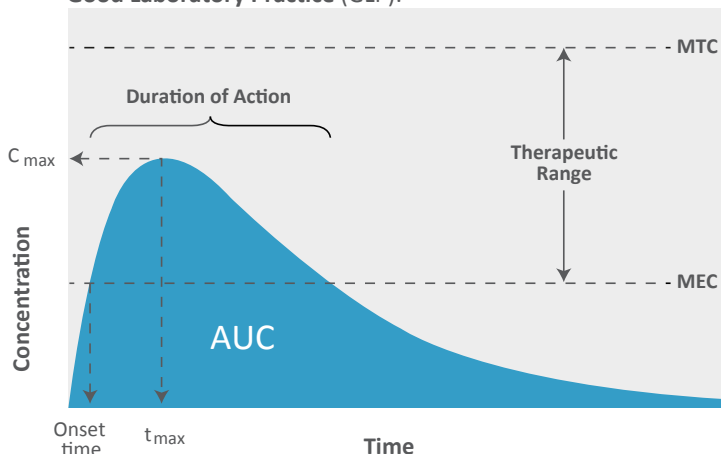 Good Laboratory Practice (GLP).
MTC
Duration of Action
C max
Therapeutic
Range
Concentration
MEC
AUC
Onset
time
t max
Time